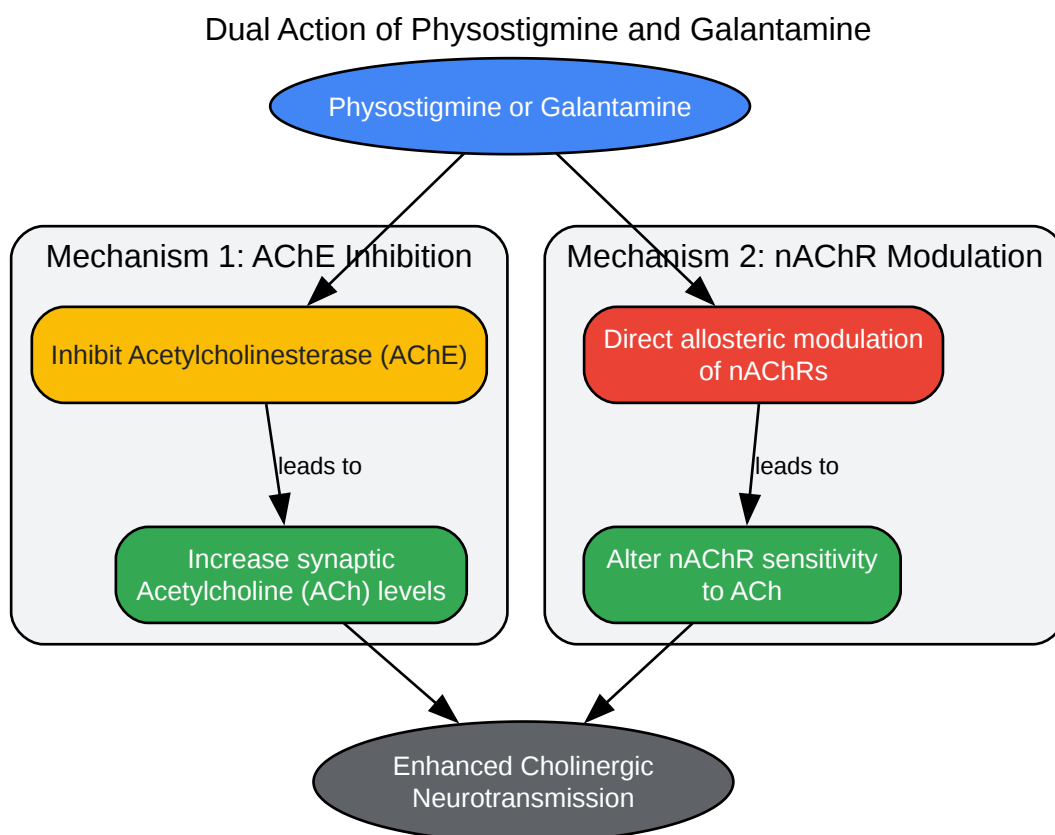 Dual Action of Physostigmine and Galantamine
Physostigmine or Galantamine
Mechanism 1: AChE Inhibition
Inhibit Acetylcholinesterase (AChE)
leads to
Increase synaptic
Acetylcholine (ACh) levels
Mechanism 2: nAChR Modulation
Direct allosteric modulation
of nAChRs
leads to
Alter nAChR sensitivity
to ACh
Enhanced Cholinergic
Neurotransmission